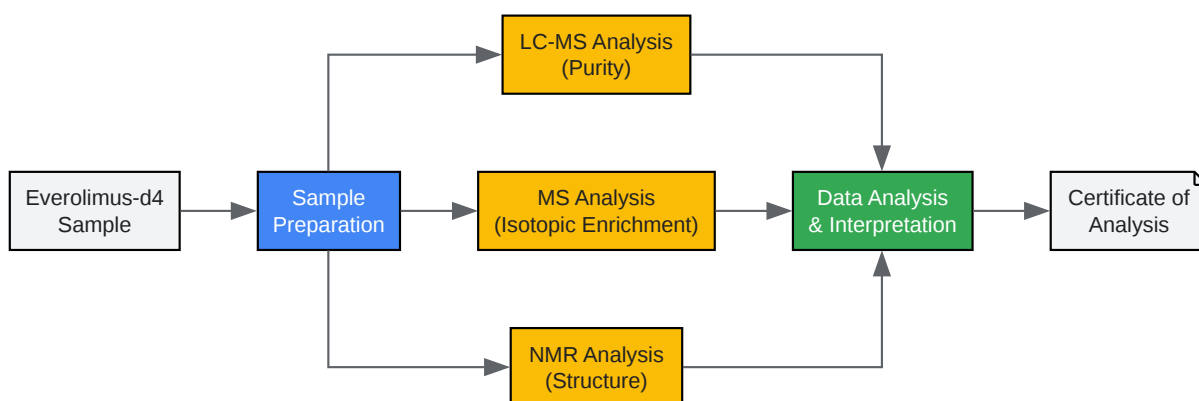 LC-MS Analysis
(Purity)
Everolimus-d4
Sample
Sample
Preparation
MS Analysis
(Isotopic Enrichment)
Data Analysis
& Interpretation
Certificate of
Analysis
NMR Analysis
(Structure)